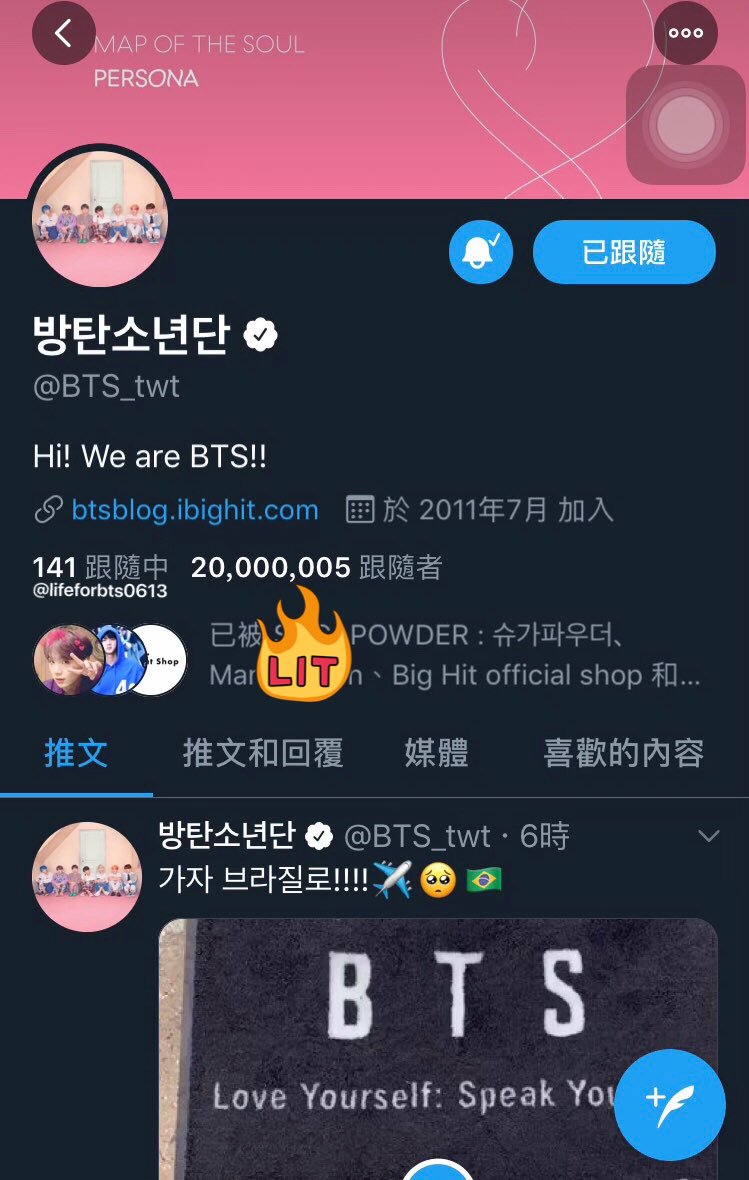 MAP OF THE SOUL
PERSONA
已跟隨
방탄소년단
@BTS_twt
Hi! We are BTS!!
btsblog.ibighit.com 於 2011年7月 加入
141 跟隨中 20,000,005 跟隨者
@lifeforbts0613
已被 POWDER : 슈가파우더、
LIT
、Big Hit official shop 和...
Shop
推文 推文和回覆 媒體 喜歡的內容
방탄소년단 @BTS_twt · 6時
가자 브라질로!!!!✈️🥺🇧🇷
BTS
Love Yourself: Speak You